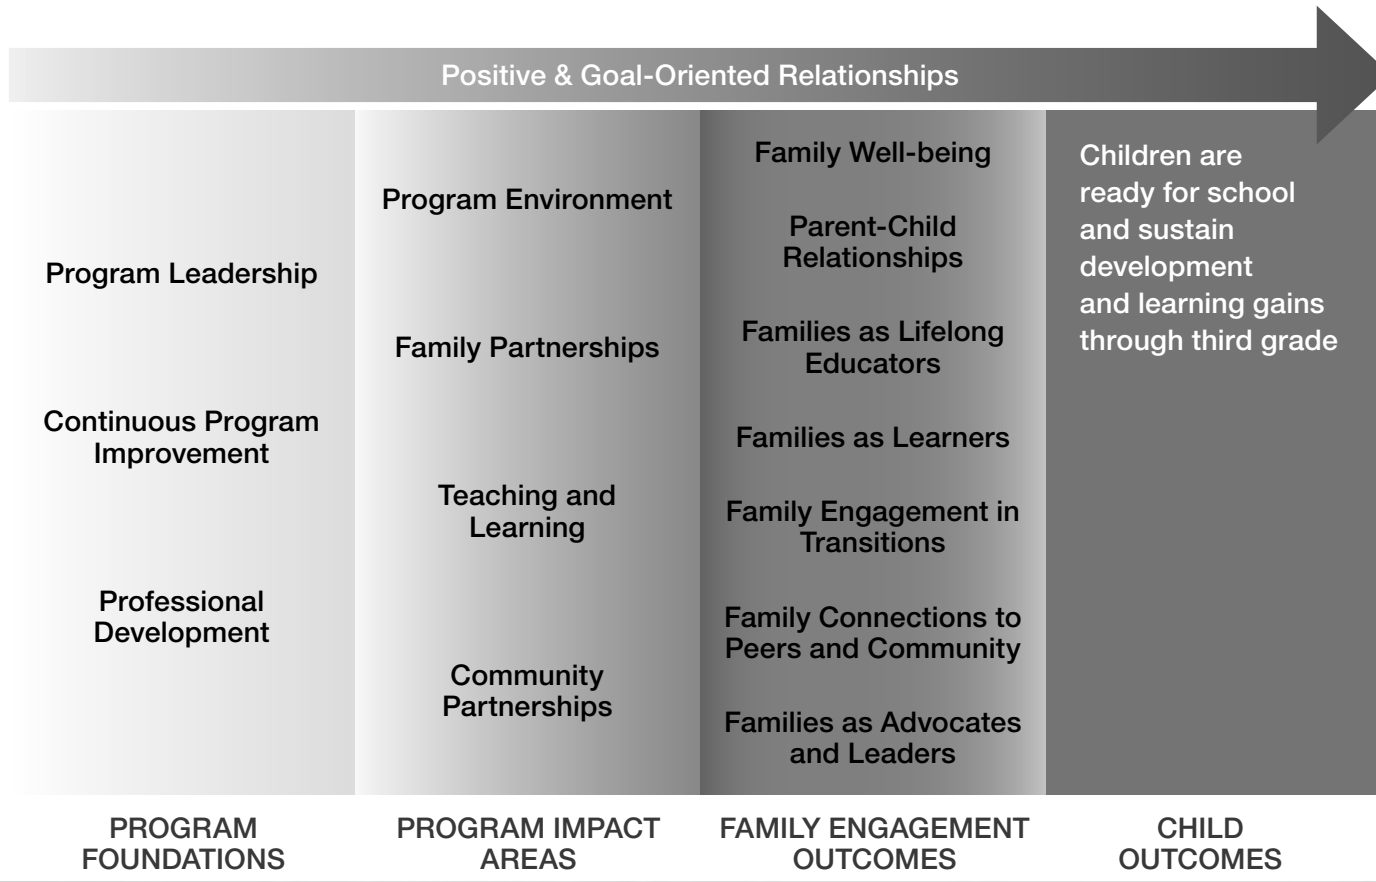 Positive & Goal-Oriented Relationships
Program Leadership
Continuous Program
Improvement
Professional
Development
PROGRAM
FOUNDATIONS
Program Environment
Family Partnerships
Teaching and
Learning
Community
Partnerships
PROGRAM IMPACT
AREAS
Family Well-being
Parent-Child
Relationships
Families as Lifelong
Educators
Families as Learners
Family Engagement in
Transitions
Family Connections to
Peers and Community
Families as Advocates
and Leaders
FAMILY ENGAGEMENT
OUTCOMES
Children are
ready for school
and sustain
development
and learning gains
through third grade
CHILD
OUTCOMES